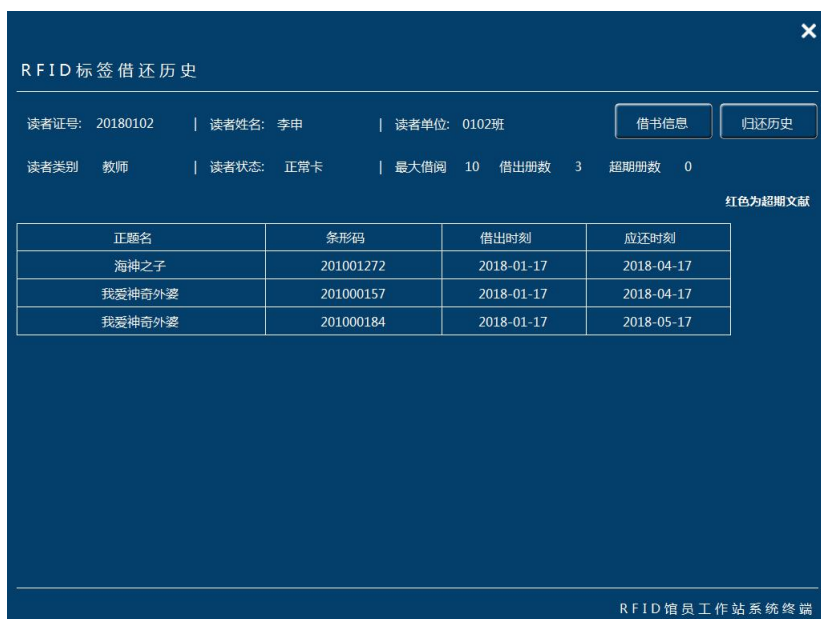 RFID标签借还历史
读者证号: 20180102 | 读者姓名: 李申 | 读者单位: 0102班 借书信息 归还历史
读者类别 教师 | 读者状态: 正常卡 | 最大借阅 10 借出册数 3 超期册数 0
红色为超期文献
正题名 条形码 借出时刻 应还时刻
海神之子 201001272 2018-01-17 2018-04-17
我爱神奇外婆 201000157 2018-01-17 2018-04-17
我爱神奇外婆 201000184 2018-01-17 2018-05-17
RFID馆员工作站系统终端